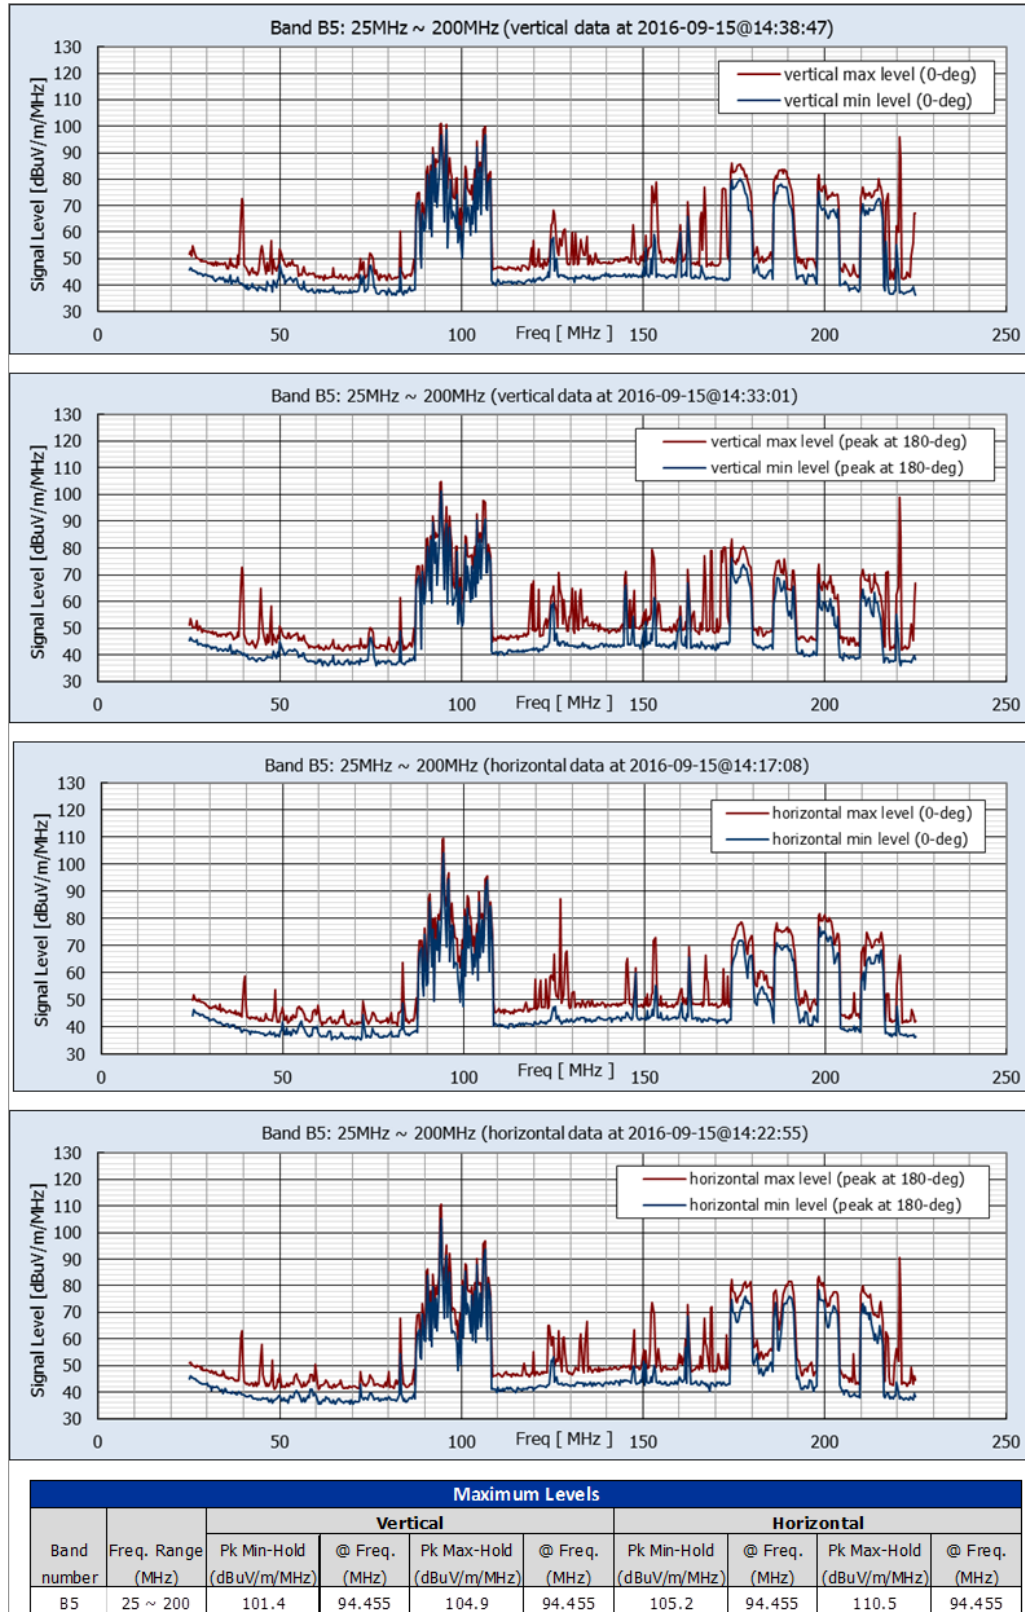 Band B5: 25MHz ~ 200MHz (vertical data at 2016-09-15@14:38:47)
vertical max level (0-deg)
vertical min level (0-deg)
Signal Level [dBuV/m/MHz]
130
120
110
100
90
80
70
60
50
40
30
0 50 100 150 200 250
Freq [ MHz ]
Band B5: 25MHz ~ 200MHz (vertical data at 2016-09-15@14:33:01)
vertical max level (peak at 180-deg)
vertical min level (peak at 180-deg)
Signal Level [dBuV/m/MHz]
130
120
110
100
90
80
70
60
50
40
30
0 50 100 150 200 250
Freq [ MHz ]
Band B5: 25MHz ~ 200MHz (horizontal data at 2016-09-15@14:17:08)
horizontal max level (0-deg)
horizontal min level (0-deg)
Signal Level [dBuV/m/MHz]
130
120
110
100
90
80
70
60
50
40
30
0 50 100 150 200 250
Freq [ MHz ]
Band B5: 25MHz ~ 200MHz (horizontal data at 2016-09-15@14:22:55)
horizontal max level (peak at 180-deg)
horizontal min level (peak at 180-deg)
Signal Level [dBuV/m/MHz]
130
120
110
100
90
80
70
60
50
40
30
0 50 100 150 200 250
Freq [ MHz ]
Maximum Levels
Vertical Horizontal
Band Freq. Range Pk Min-Hold @ Freq. Pk Max-Hold @ Freq. Pk Min-Hold @ Freq. Pk Max-Hold @ Freq.
number (MHz) (dBuV/m/MHz) (MHz) (dBuV/m/MHz) (MHz) (dBuV/m/MHz) (MHz) (dBuV/m/MHz) (MHz)
B5 25 ~ 200 101.4 94.455 104.9 94.455 105.2 94.455 110.5 94.455